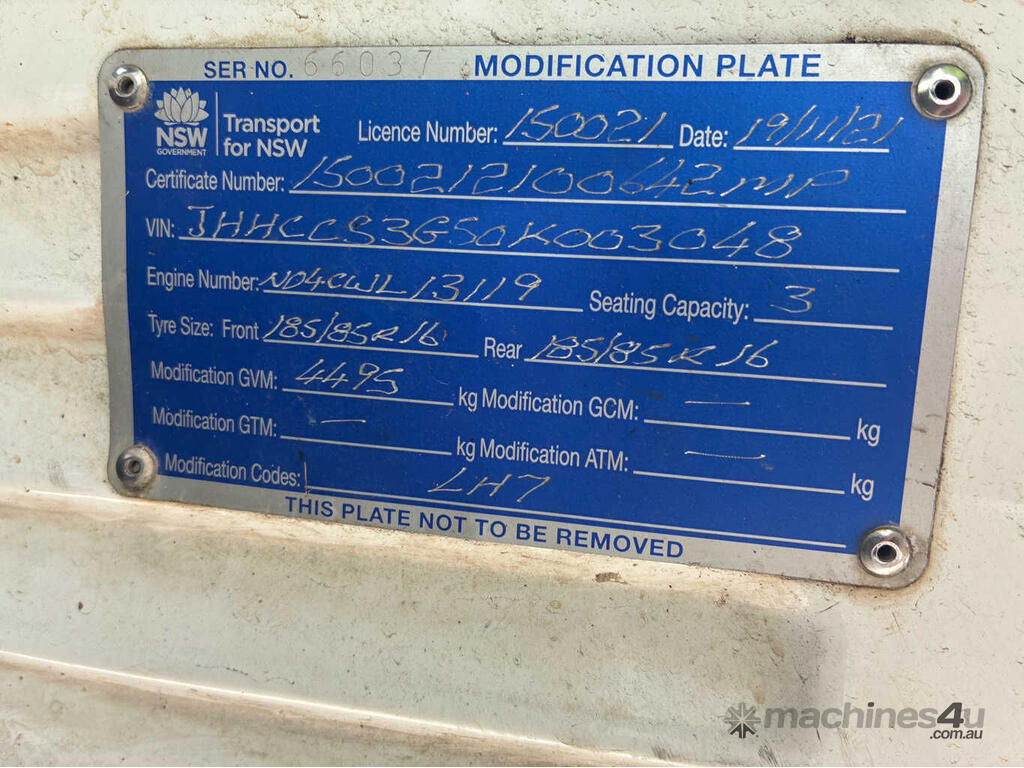 SER NO. 66037 MODIFICATION PLATE
NSW GOVERNMENT Transport for NSW Licence Number: 150021 Date: 19/11/21
Certificate Number: 1500212100642MP
VIN: JHHCCS3G50K003048
Engine Number: N04CWL13119 Seating Capacity: 3
Tyre Size: Front 185/85R16 Rear 185/85R16
Modification GVM: 4495 kg Modification GCM: — kg
Modification GTM: — kg Modification ATM: — kg
Modification Codes: LH7
THIS PLATE NOT TO BE REMOVED
machines4u
.com.au